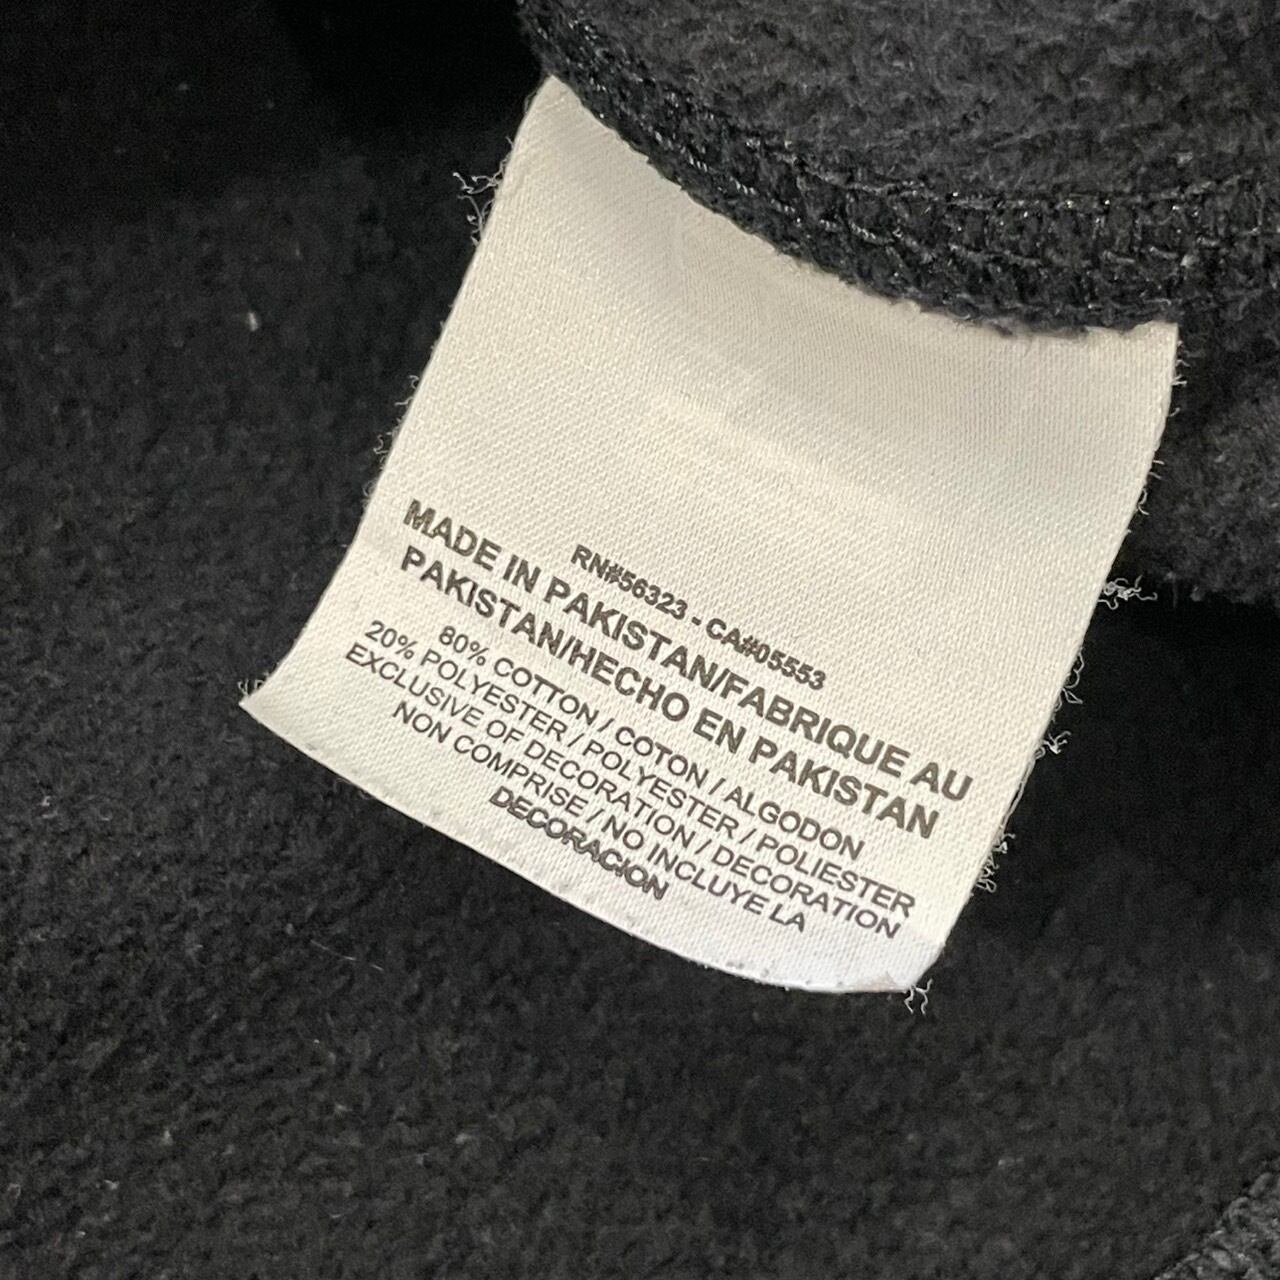 RN#56323 - CA#05553
MADE IN PAKISTAN/FABRIQUE AU
PAKISTAN/HECHO EN PAKISTAN
80% COTTON / COTON / ALGODON
20% POLYESTER / POLYESTER / POLIESTER
EXCLUSIVE OF DECORATION / DECORATION
NON COMPRISE / NO INCLUYE LA
DECORACION